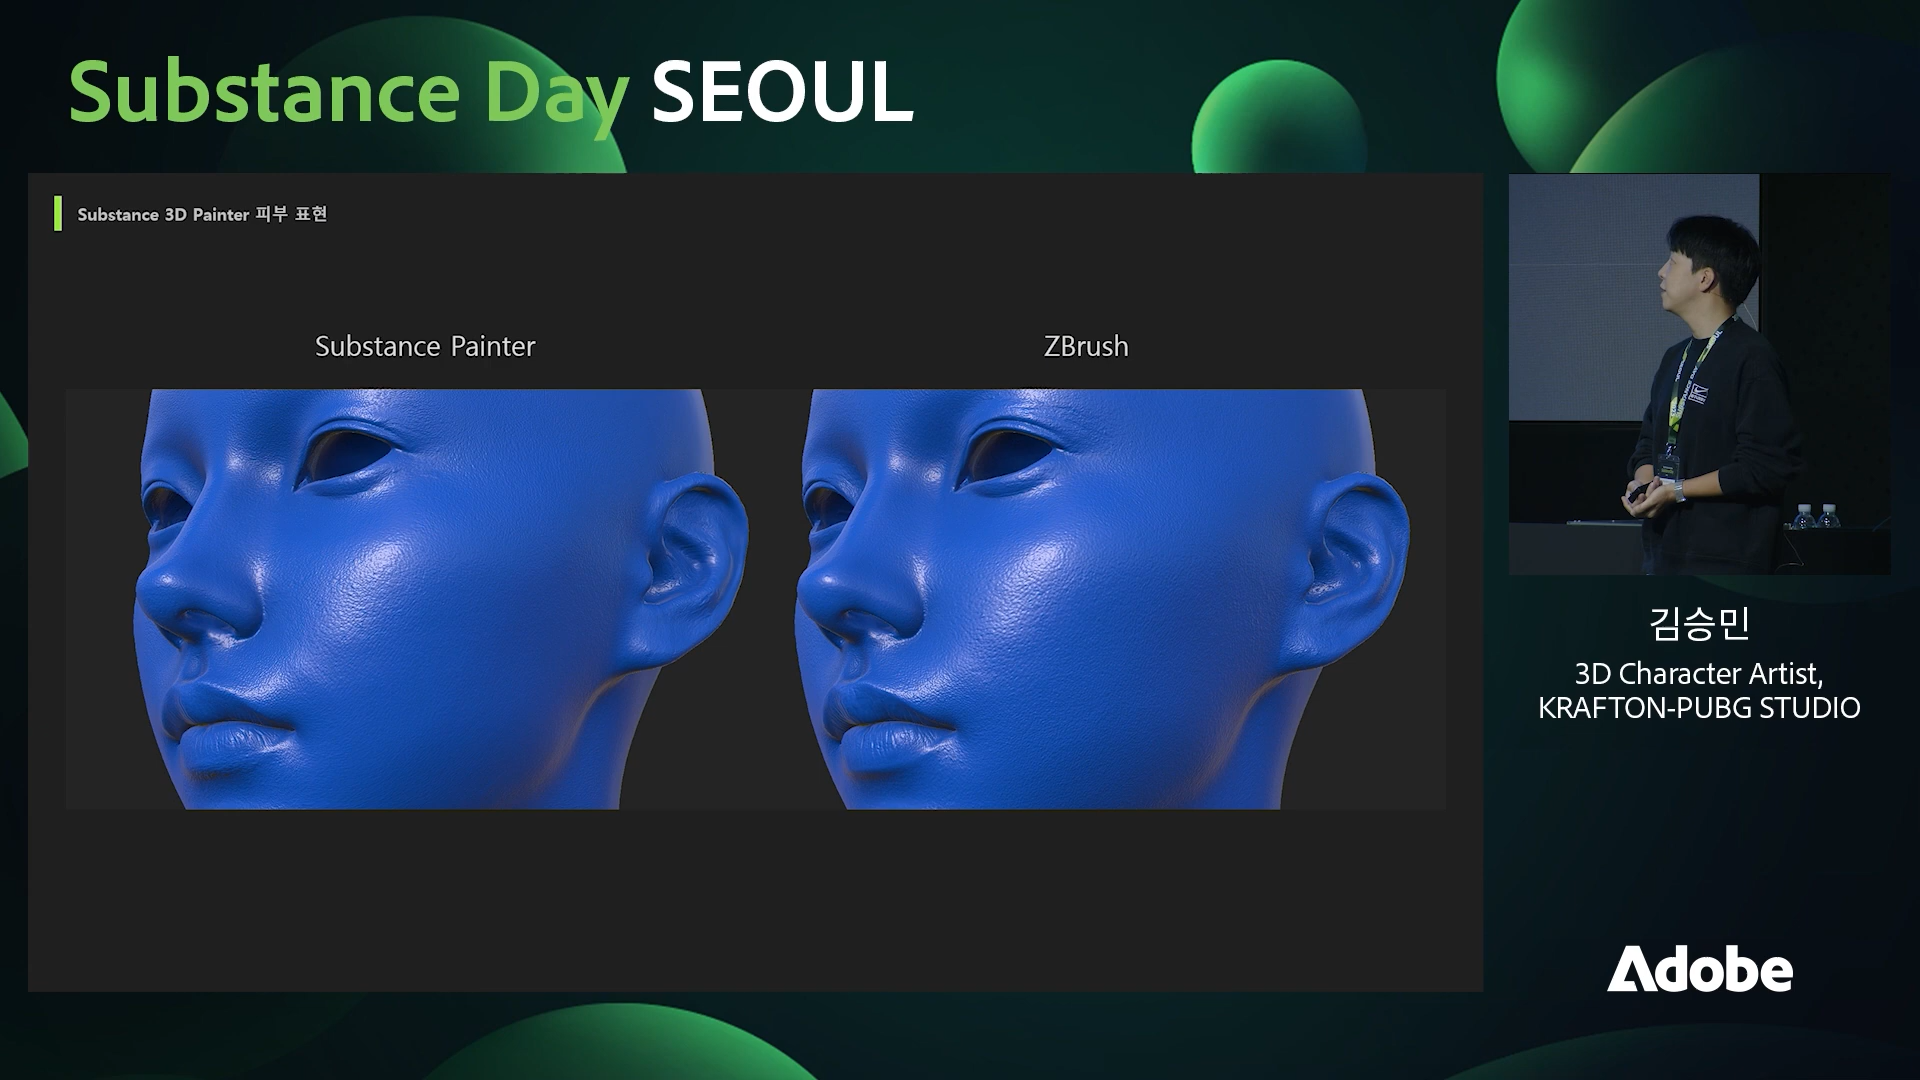 Substance Day SEOUL
Substance 3D Painter 피부 표현
Substance Painter
ZBrush
김승민
3D Character Artist,
KRAFTON-PUBG STUDIO
Adobe